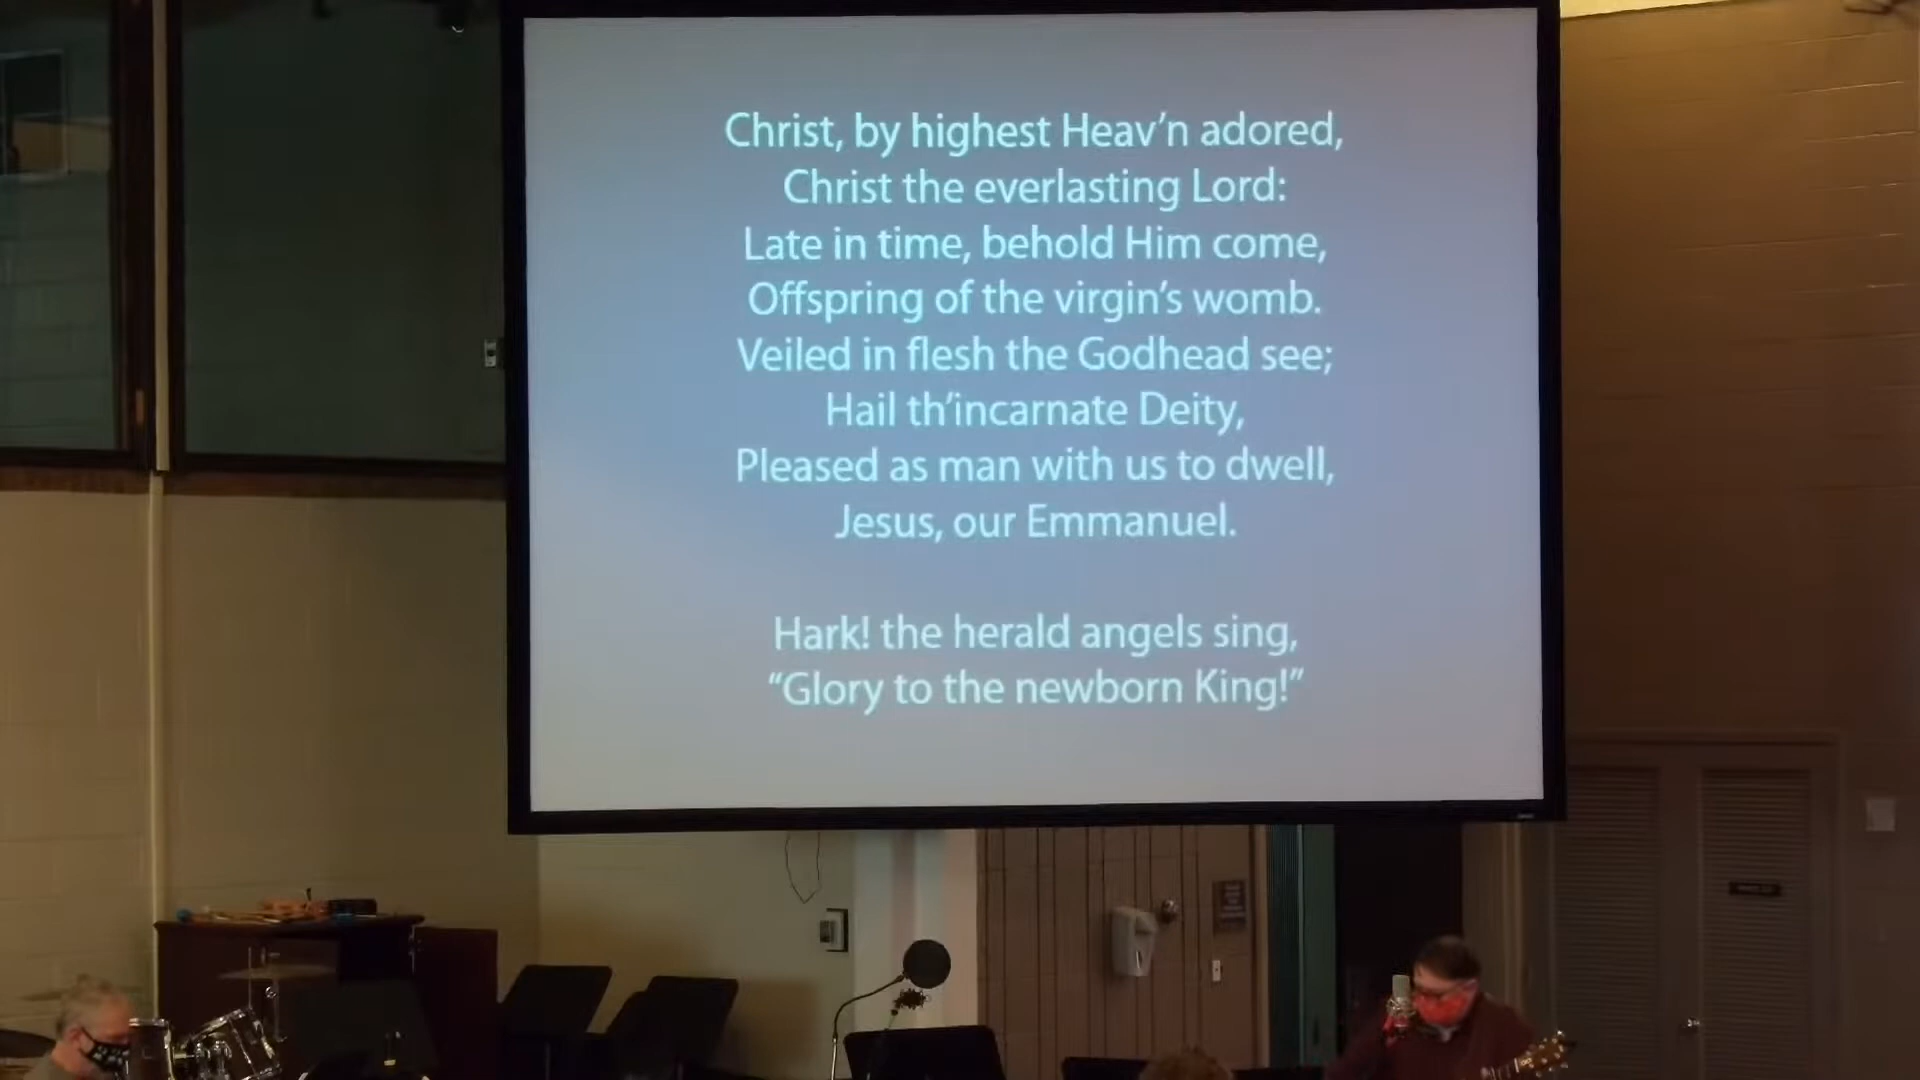 Christ, by highest Heav’n adored,
Christ the everlasting Lord:
Late in time, behold Him come,
Offspring of the virgin’s womb.
Veiled in flesh the Godhead see;
Hail th’incarnate Deity,
Pleased as man with us to dwell,
Jesus, our Emmanuel.
Hark! the herald angels sing,
“Glory to the newborn King!”